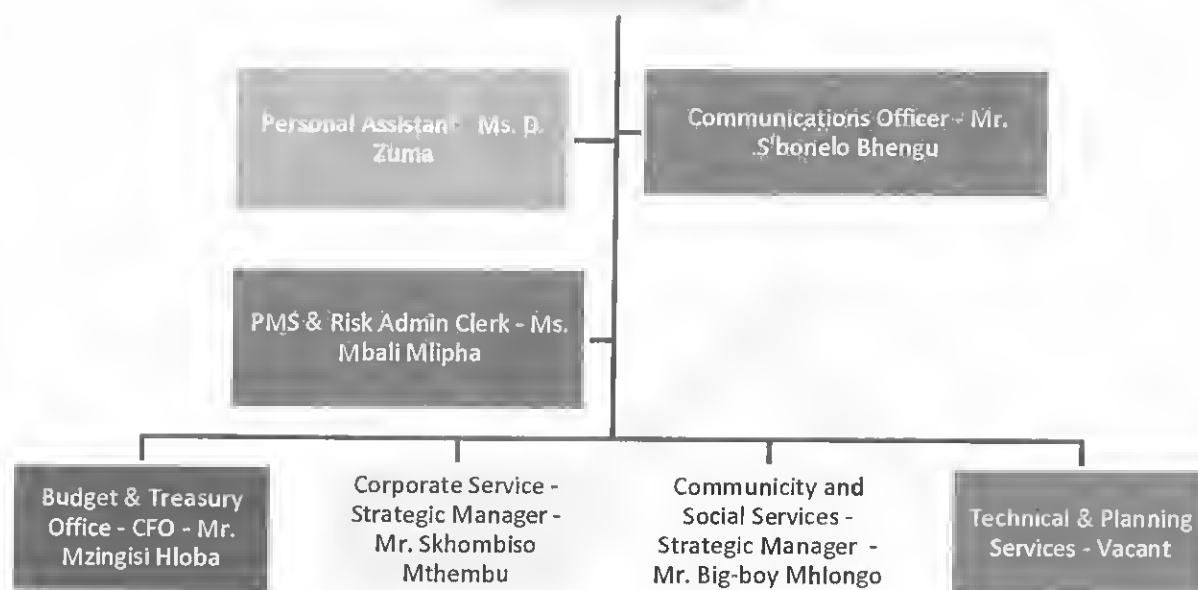 Personal Assistant - Ms. D.
Zuma
Communications Officer - Mr.
S'bonelo Bhengu
PMS & Risk Admin Clerk - Ms.
Mbali Mlipha
Budget & Treasury
Office - CFO - Mr.
Mzingisi Hloba
Corporate Service -
Strategic Manager -
Mr. Skhombiso
Mthembu
Communicity and
Social Services -
Strategic Manager -
Mr. Big-boy Mhlongo
Technical & Planning
Services - Vacant